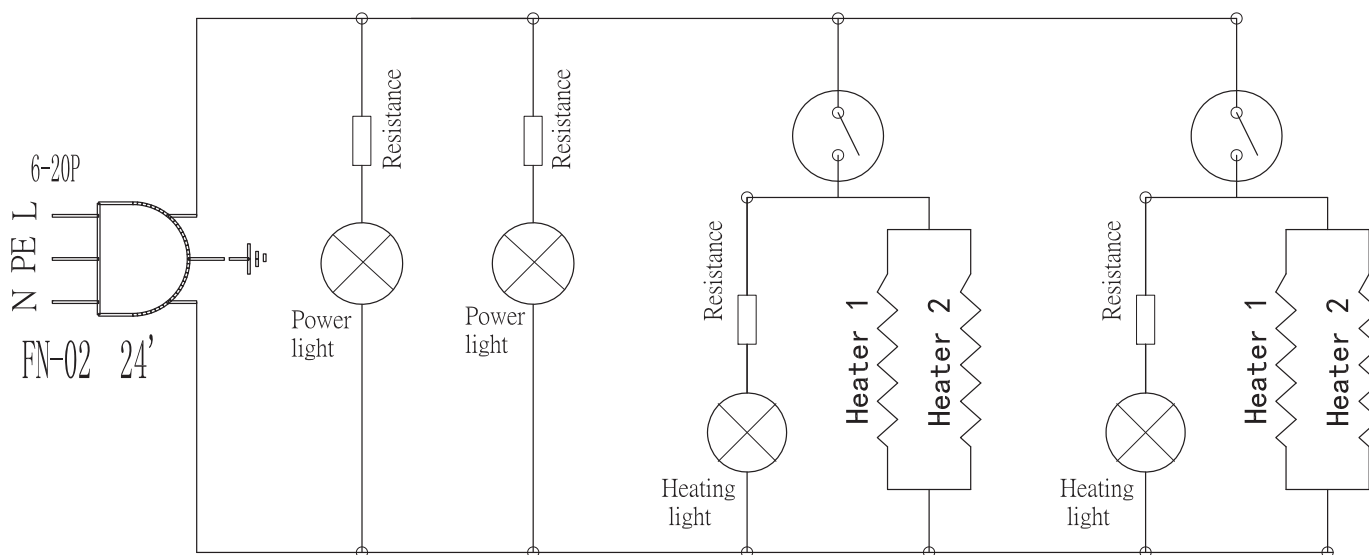 6-20P
L
PE
N
FN-02 24'
Resistance
Power
light
Resistance
Power
light
Resistance
Heating
light
Heater 1
Heater 2
Resistance
Heating
light
Heater 1
Heater 2